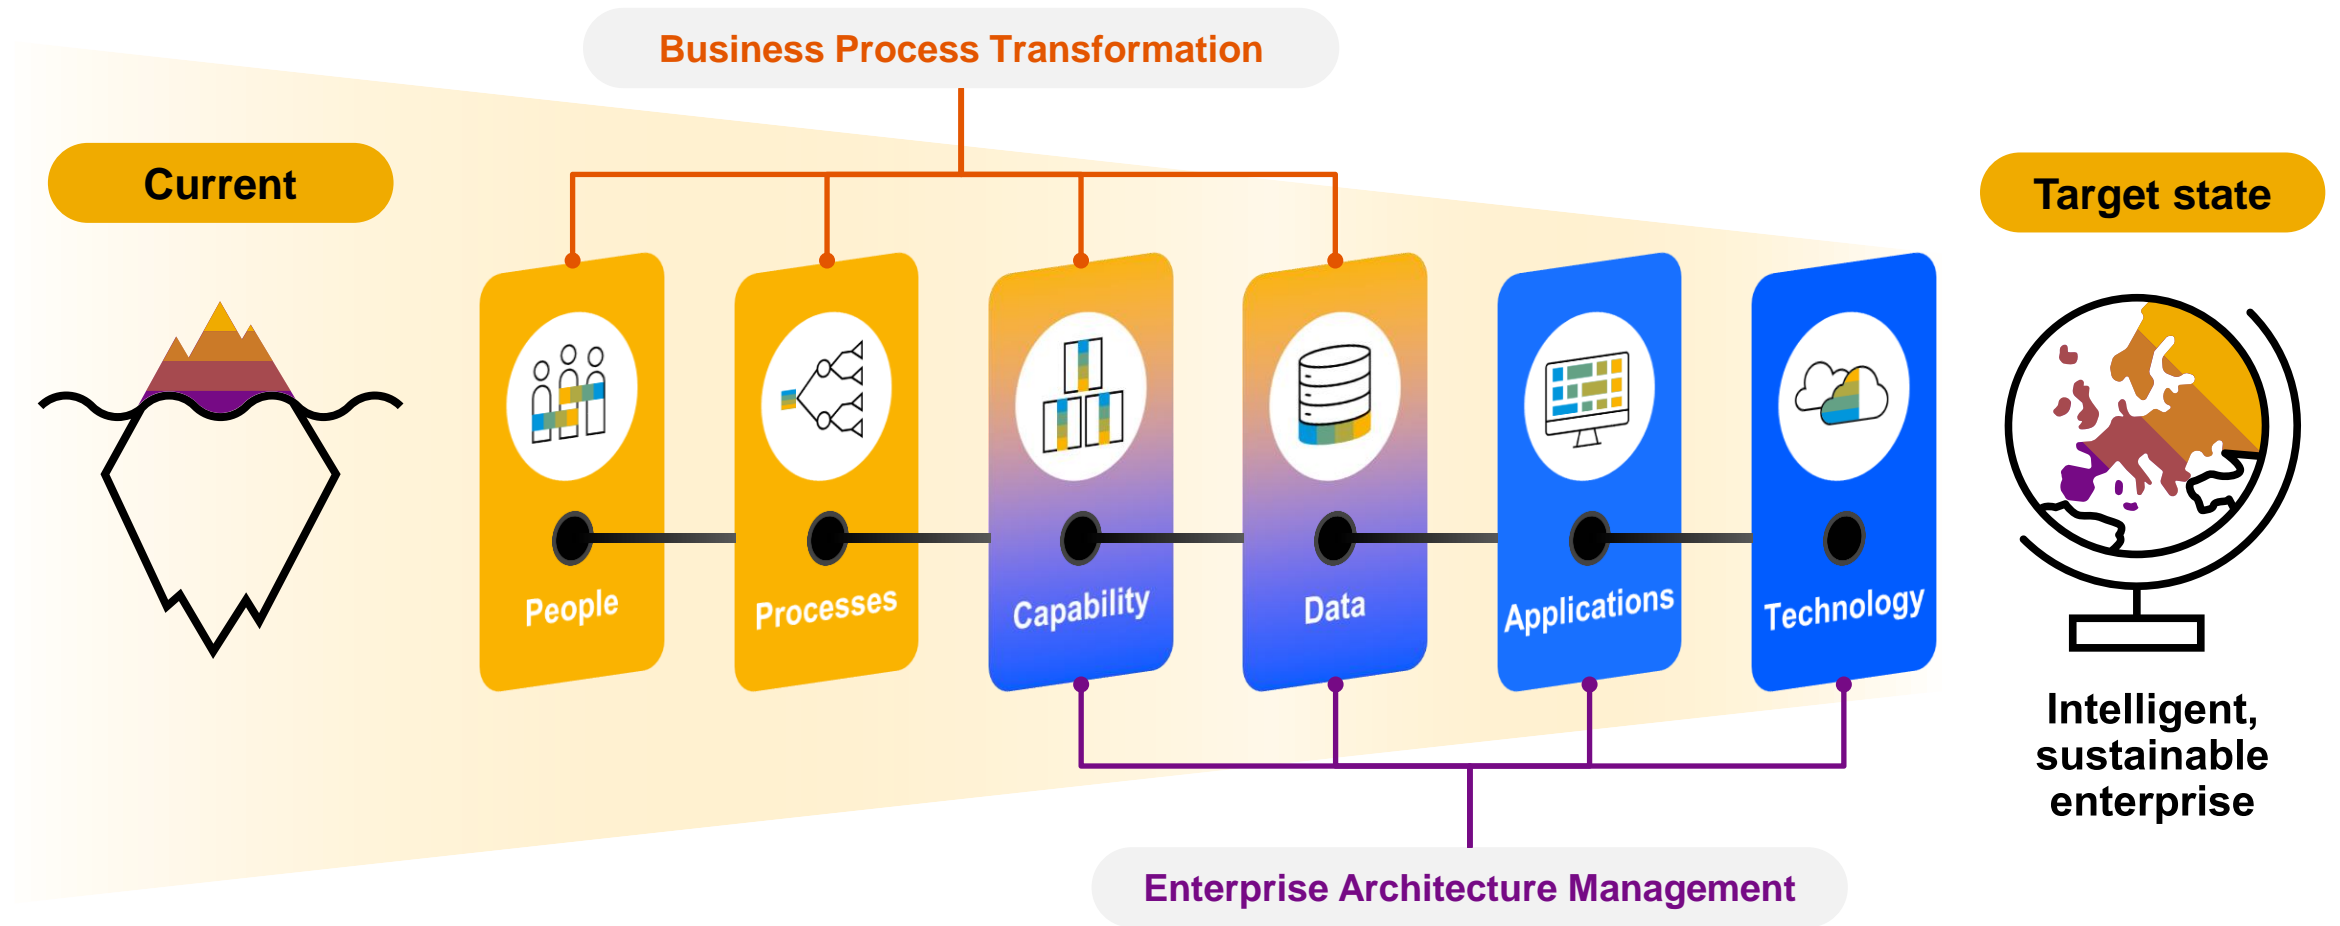 Business Process Transformation
Current
Target state
People
Processes
Capability
Data
Applications
Technology
Intelligent,
sustainable
enterprise
Enterprise Architecture Management